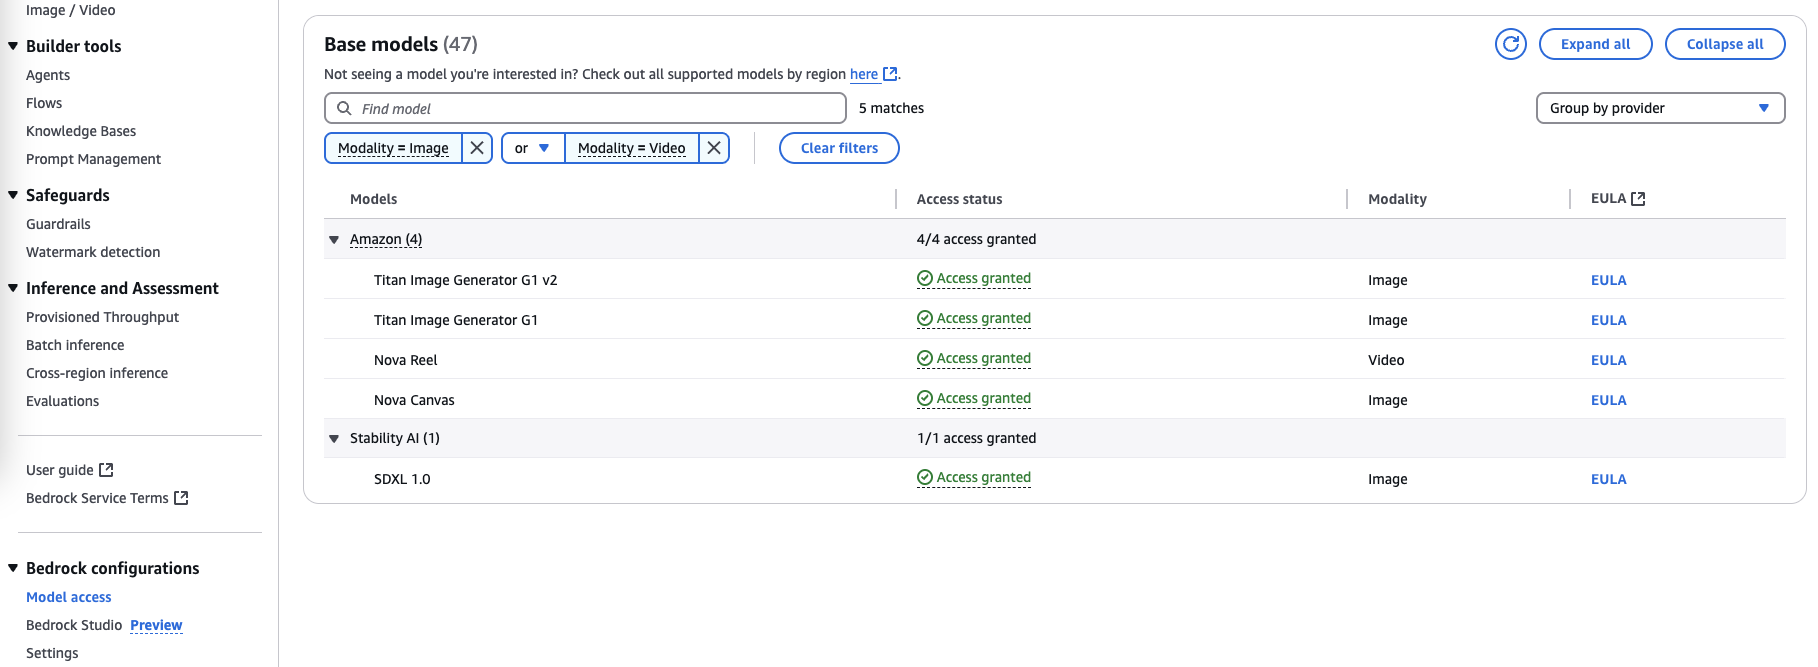 Image / Video
Builder tools
Agents
Flows
Knowledge Bases
Prompt Management
Safeguards
Guardrails
Watermark detection
Inference and Assessment
Provisioned Throughput
Batch inference
Cross-region inference
Evaluations
User guide
Bedrock Service Terms
Bedrock configurations
Model access
Bedrock Studio Preview
Settings
Base models (47)
Expand all
Collapse all
Not seeing a model you're interested in? Check out all supported models by region here.
Find model
5 matches
Group by provider
Modality = Image
or
Modality = Video
Clear filters
Models Access status Modality EULA
Amazon (4) 4/4 access granted
Titan Image Generator G1 v2 Access granted Image EULA
Titan Image Generator G1 Access granted Image EULA
Nova Reel Access granted Video EULA
Nova Canvas Access granted Image EULA
Stability AI (1) 1/1 access granted
SDXL 1.0 Access granted Image EULA